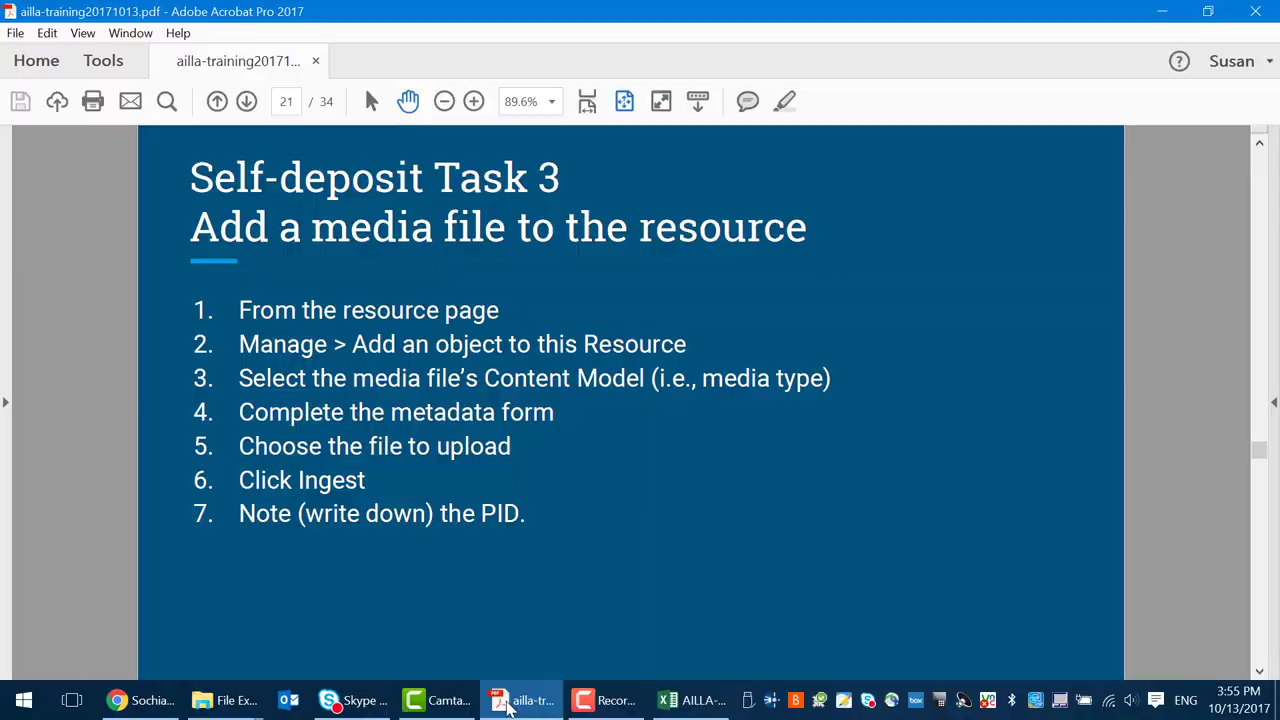 ailla-training20171013.pdf - Adobe Acrobat Pro 2017
File Edit View Window Help
Home Tools ailla-training20171... × Susan
21 / 34 89.6%
Self-deposit Task 3
Add a media file to the resource
1. From the resource page
2. Manage > Add an object to this Resource
3. Select the media file's Content Model (i.e., media type)
4. Complete the metadata form
5. Choose the file to upload
6. Click Ingest
7. Note (write down) the PID.
Sochia... File Ex... Skype ... Camta... ailla-tr... Recor... AILLA-... ENG 3:55 PM
10/13/2017